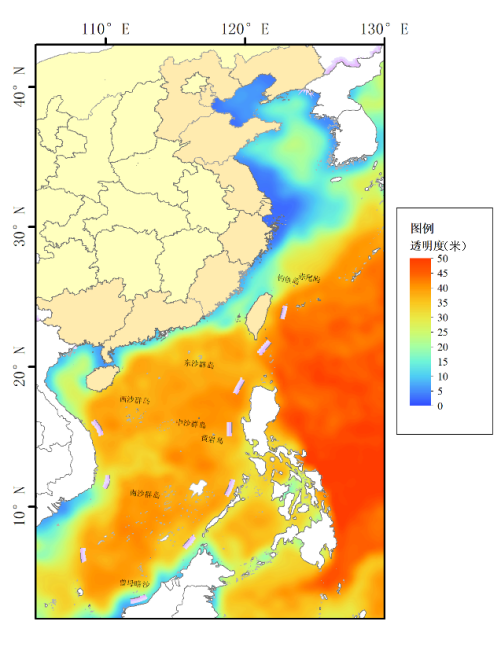 110° E 120° E 130° E
40° N
30° N
20° N
10° N
图例
透明度(米)
50
45
40
35
30
25
20
15
10
5
0
钓鱼岛 赤尾屿
东沙群岛
西沙群岛
中沙群岛
黄岩岛
南沙群岛
曾母暗沙